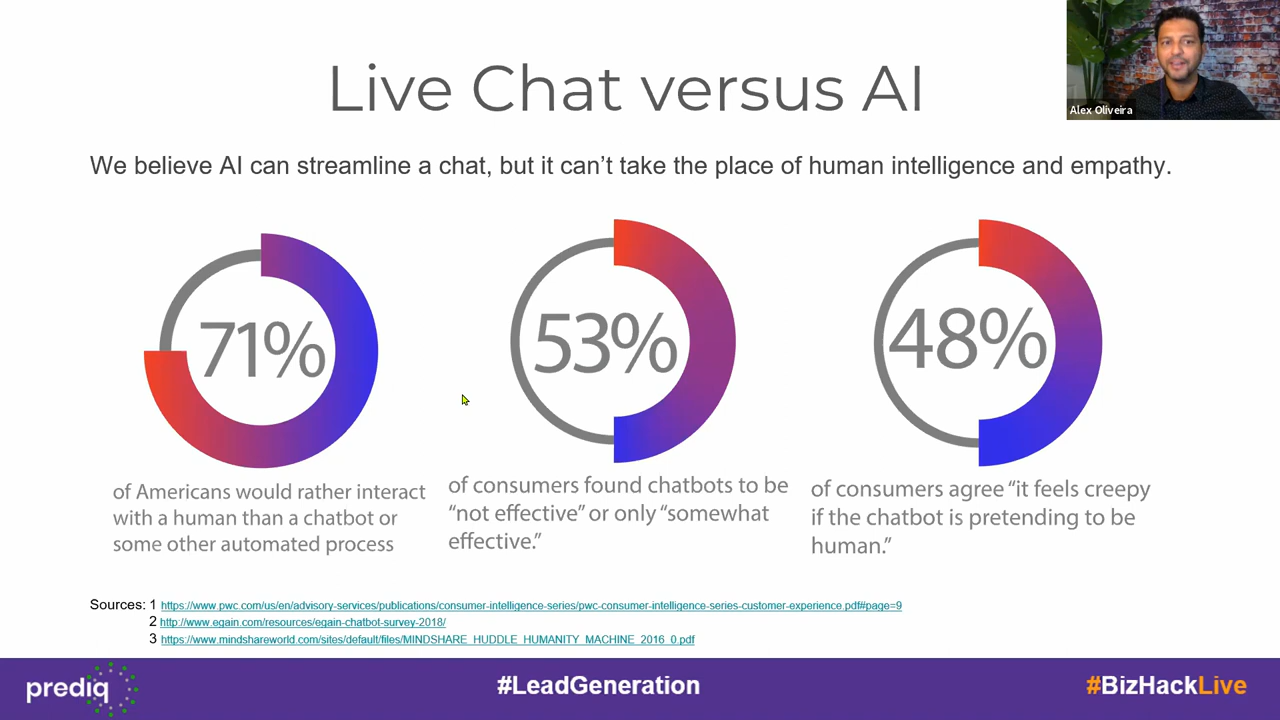 Live Chat versus AI
Alex Oliveira
We believe AI can streamline a chat, but it can’t take the place of human intelligence and empathy.
71%
of Americans would rather interact
with a human than a chatbot or
some other automated process
53%
of consumers found chatbots to be
“not effective” or only “somewhat
effective.”
48%
of consumers agree “it feels creepy
if the chatbot is pretending to be
human.”
Sources: 1 https://www.pwc.com/us/en/advisory-services/publications/consumer-intelligence-series/pwc-consumer-intelligence-series-customer-experience.pdf#page=9
2 http://www.egain.com/resources/egain-chatbot-survey-2018/
3 https://www.mindshareworld.com/sites/default/files/MINDSHARE_HUDDLE_HUMANITY_MACHINE_2016_0.pdf
prediq
#LeadGeneration
#BizHackLive